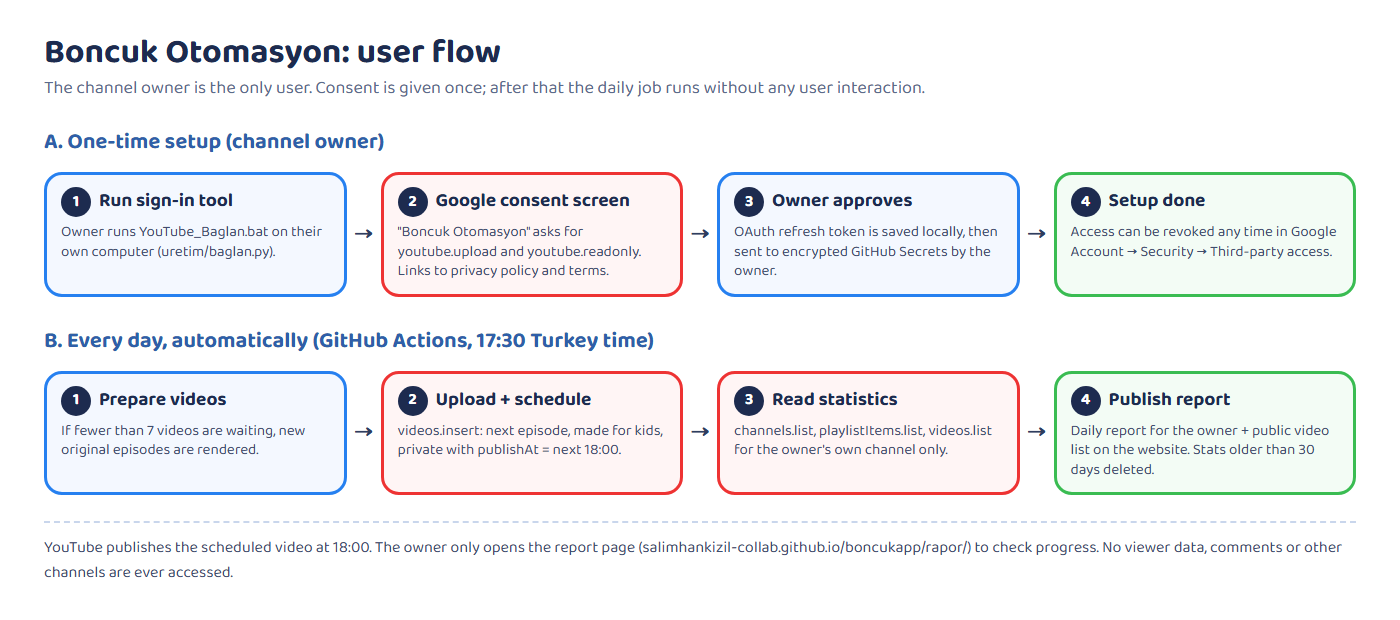 Boncuk Otomasyon: user flow
The channel owner is the only user. Consent is given once; after that the daily job runs without any user interaction.
A. One-time setup (channel owner)
1 Run sign-in tool
Owner runs YouTube_Baglan.bat on their
own computer (uretim/baglan.py).
→
2 Google consent screen
"Boncuk Otomasyon" asks for
youtube.upload and youtube.readonly.
Links to privacy policy and terms.
→
3 Owner approves
OAuth refresh token is saved locally, then
sent to encrypted GitHub Secrets by the
owner.
→
4 Setup done
Access can be revoked any time in Google
Account → Security → Third-party access.
B. Every day, automatically (GitHub Actions, 17:30 Turkey time)
1 Prepare videos
If fewer than 7 videos are waiting, new
original episodes are rendered.
→
2 Upload + schedule
videos.insert: next episode, made for kids,
private with publishAt = next 18:00.
→
3 Read statistics
channels.list, playlistItems.list, videos.list
for the owner's own channel only.
→
4 Publish report
Daily report for the owner + public video
list on the website. Stats older than 30
days deleted.
YouTube publishes the scheduled video at 18:00. The owner only opens the report page (salimhankizil-collab.github.io/boncukapp/rapor/) to check progress. No viewer data, comments or other
channels are ever accessed.